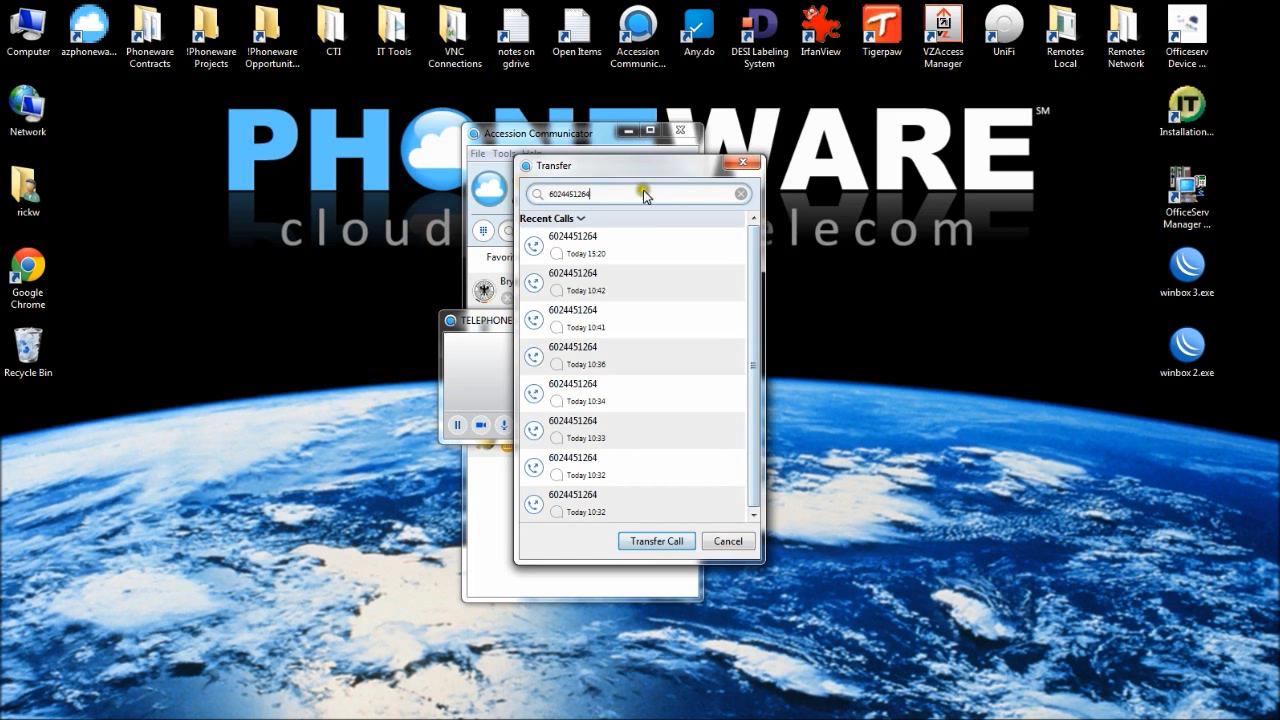 Computer
azphonewa...
Phoneware
Contracts
!Phoneware
Projects
!Phoneware
Opportunit...
CTI
IT Tools
VNC
Connections
notes on
gdrive
Open Items
Accession
Communic...
Any.do
DESI Labeling
System
IrfanView
Tigerpaw
VZAccess
Manager
UniFi
Remotes
Local
Remotes
Network
Officeserv
Device ...
Network
rickw
Google
Chrome
Recycle Bin
IT
Installation...
OfficeServ
Manager ...
winbox 3.exe
winbox 2.exe
PHONEWARE SM
cloud telecom
Accession Communicator
File Tools Help
Favori
Bry
TELEPHONE
Transfer
6024451264
Recent Calls
6024451264
Today 15:20
6024451264
Today 10:42
6024451264
Today 10:41
6024451264
Today 10:36
6024451264
Today 10:34
6024451264
Today 10:33
6024451264
Today 10:32
6024451264
Today 10:32
Transfer Call
Cancel